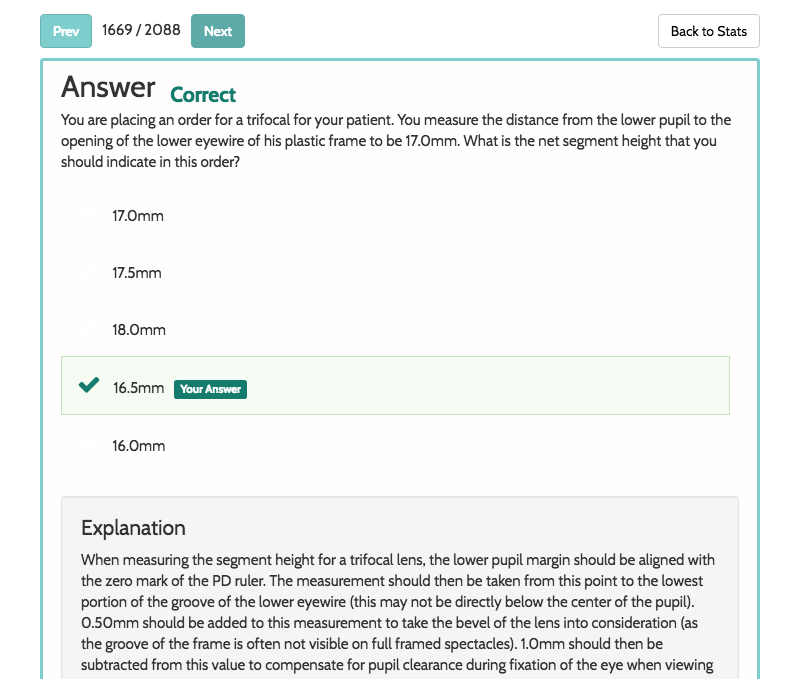 Prev 1669 / 2088 Next Back to Stats
Answer Correct
You are placing an order for a trifocal for your patient. You measure the distance from the lower pupil to the
opening of the lower eyewire of his plastic frame to be 17.0mm. What is the net segment height that you
should indicate in this order?
17.0mm
17.5mm
18.0mm
16.5mm Your Answer
16.0mm
Explanation
When measuring the segment height for a trifocal lens, the lower pupil margin should be aligned with
the zero mark of the PD ruler. The measurement should then be taken from this point to the lowest
portion of the groove of the lower eyewire (this may not be directly below the center of the pupil).
0.50mm should be added to this measurement to take the bevel of the lens into consideration (as
the groove of the frame is often not visible on full framed spectacles). 1.0mm should then be
subtracted from this value to compensate for pupil clearance during fixation of the eye when viewing